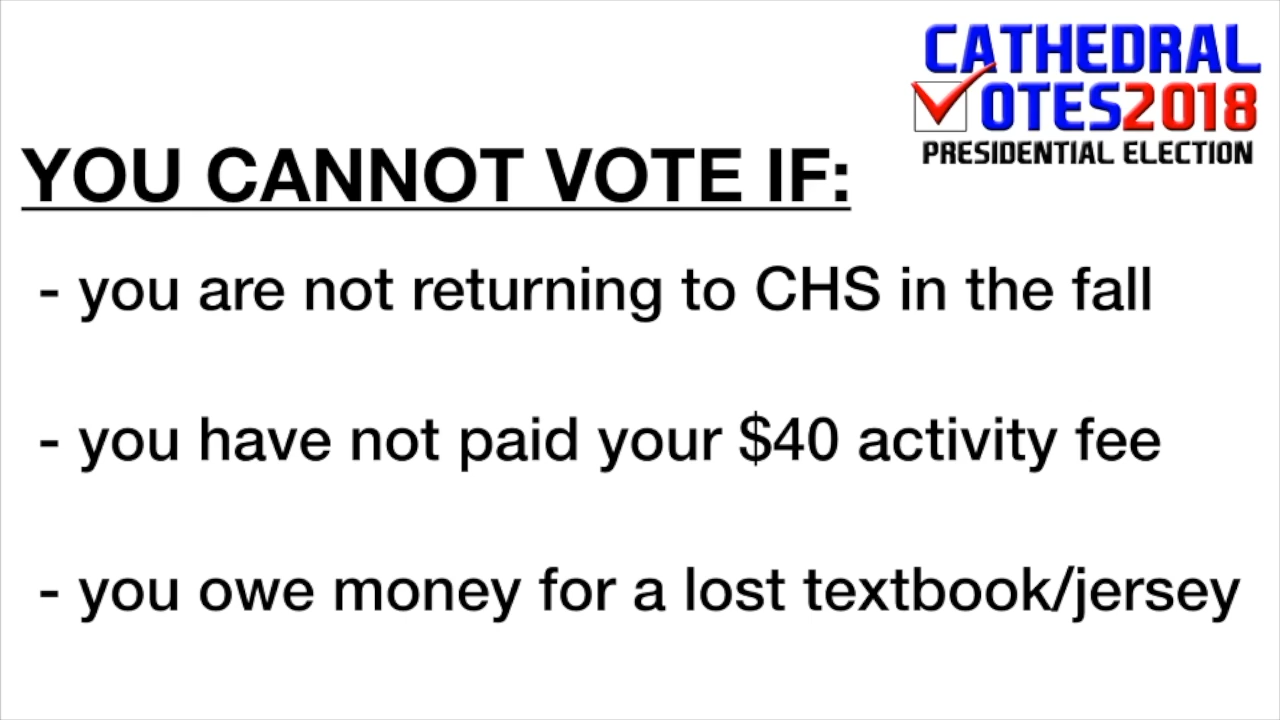 CATHEDRAL
VOTES2018
PRESIDENTIAL ELECTION
YOU CANNOT VOTE IF:
- you are not returning to CHS in the fall
- you have not paid your $40 activity fee
- you owe money for a lost textbook/jersey